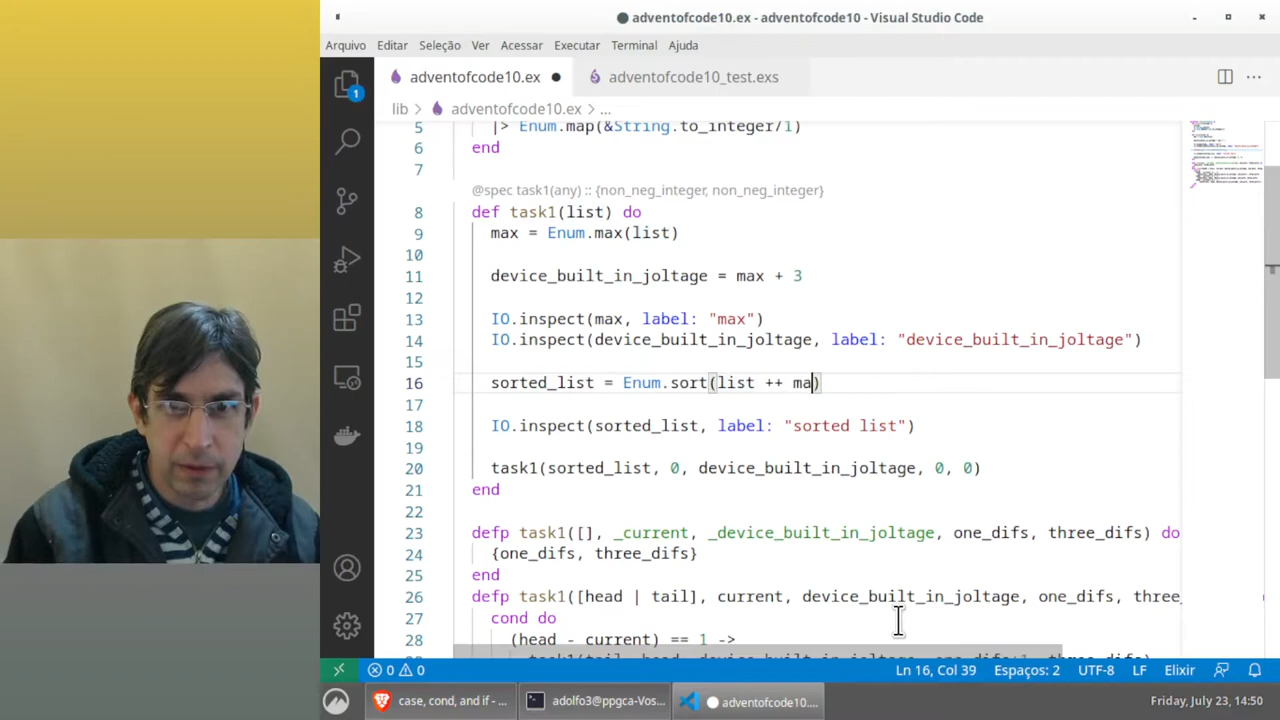 adventofcode10.ex - adventofcode10 - Visual Studio Code
Arquivo Editar Seleção Ver Acessar Executar Terminal Ajuda
adventofcode10.ex adventofcode10_test.exs
lib > adventofcode10.ex > ...
5 |> Enum.map(&String.to_integer/1)
6 end
7
@spec task1(any) :: {non_neg_integer, non_neg_integer}
8 def task1(list) do
9 max = Enum.max(list)
10
11 device_built_in_joltage = max + 3
12
13 IO.inspect(max, label: "max")
14 IO.inspect(device_built_in_joltage, label: "device_built_in_joltage")
15
16 sorted_list = Enum.sort(list ++ ma)
17
18 IO.inspect(sorted_list, label: "sorted list")
19
20 task1(sorted_list, 0, device_built_in_joltage, 0, 0)
21 end
22
23 defp task1([], _current, _device_built_in_joltage, one_difs, three_difs) do
24 {one_difs, three_difs}
25 end
26 defp task1([head | tail], current, device_built_in_joltage, one_difs, three_
27 cond do
28 (head - current) == 1 ->
1
0 0 Ln 16, Col 39 Espaços: 2 UTF-8 LF Elixir
case, cond, and if - ... adolfo3@ppgca-Vos... adventofcode10.... Friday, July 23, 14:50